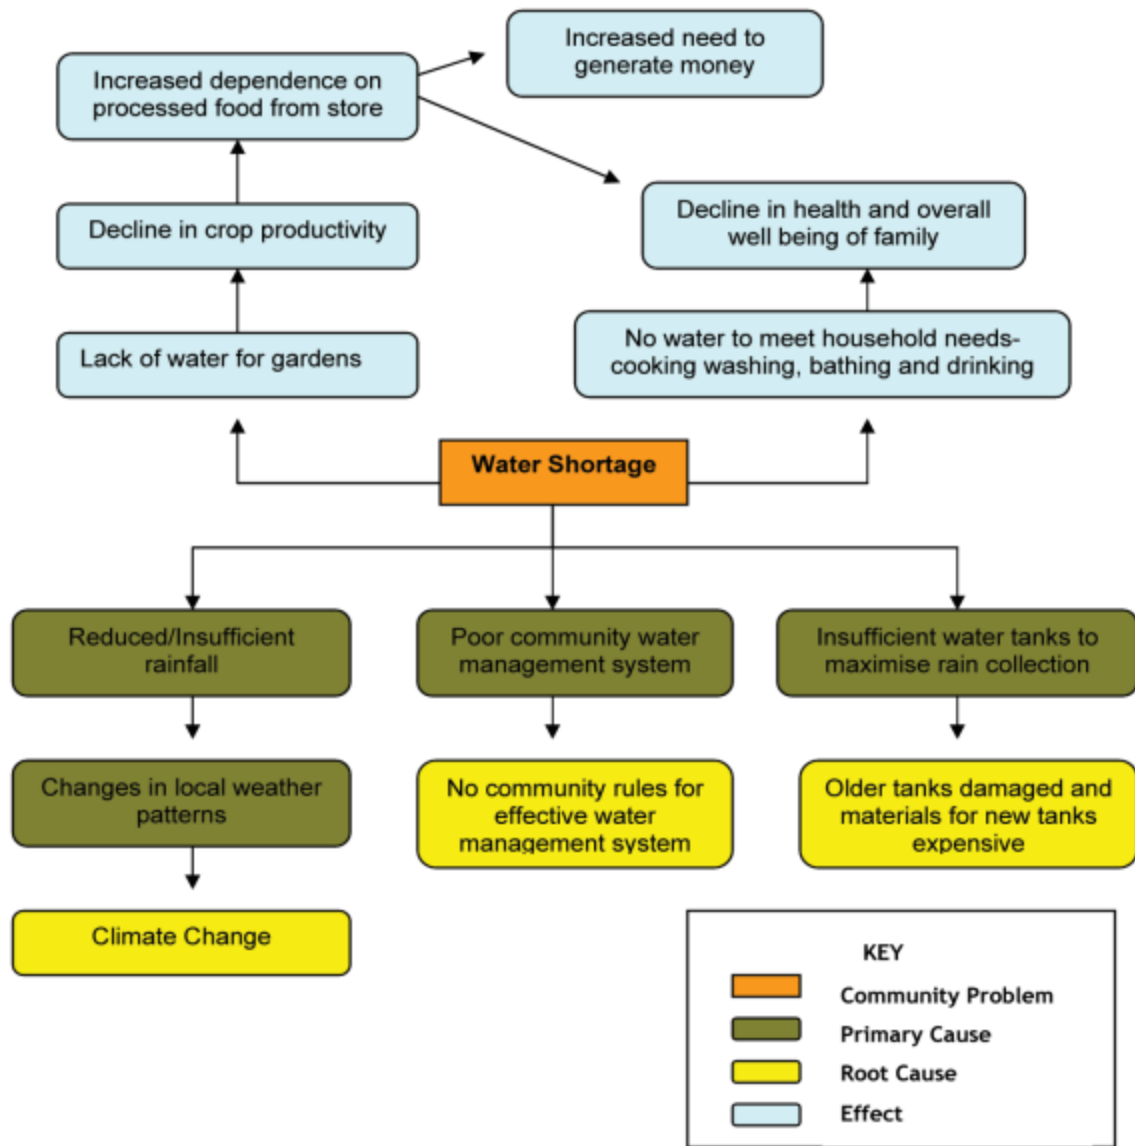 Increased need to
generate money
Increased dependence on
processed food from store
Decline in health and overall
well being of family
Decline in crop productivity
No water to meet household needs-
cooking washing, bathing and drinking
Lack of water for gardens
Water Shortage
Reduced/Insufficient
rainfall
Poor community water
management system
Insufficient water tanks to
maximise rain collection
Changes in local weather
patterns
No community rules for
effective water
management system
Older tanks damaged and
materials for new tanks
expensive
Climate Change
KEY
Community Problem
Primary Cause
Root Cause
Effect